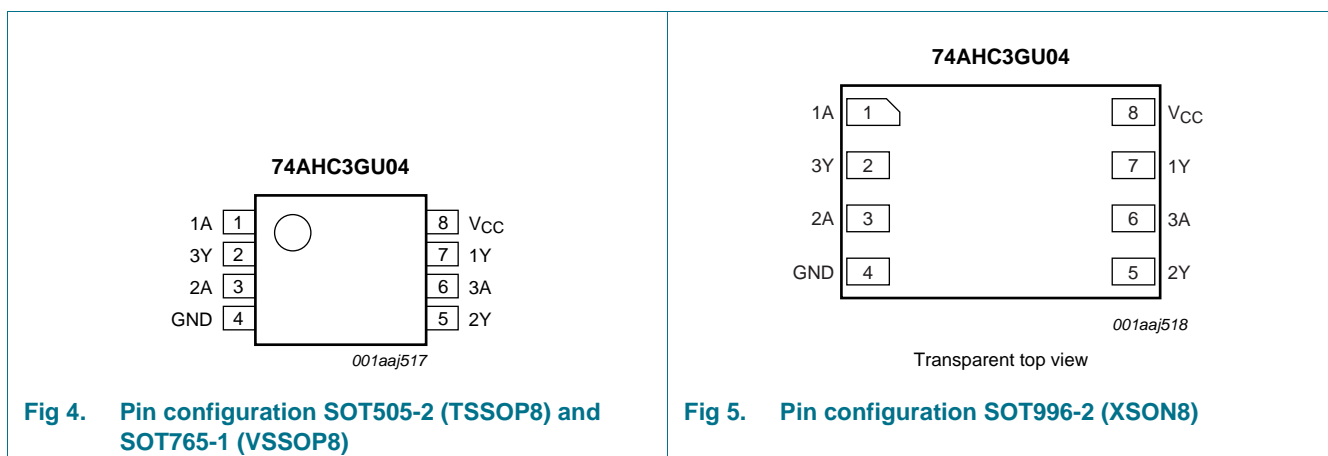 74AHC3GU04
1A 1 8 VCC
3Y 2 7 1Y
2A 3 6 3A
GND 4 5 2Y
001aaj517
Fig 4. Pin configuration SOT505-2 (TSSOP8) and
SOT765-1 (VSSOP8)
74AHC3GU04
1A 1 8 VCC
3Y 2 7 1Y
2A 3 6 3A
GND 4 5 2Y
001aaj518
Transparent top view
Fig 5. Pin configuration SOT996-2 (XSON8)